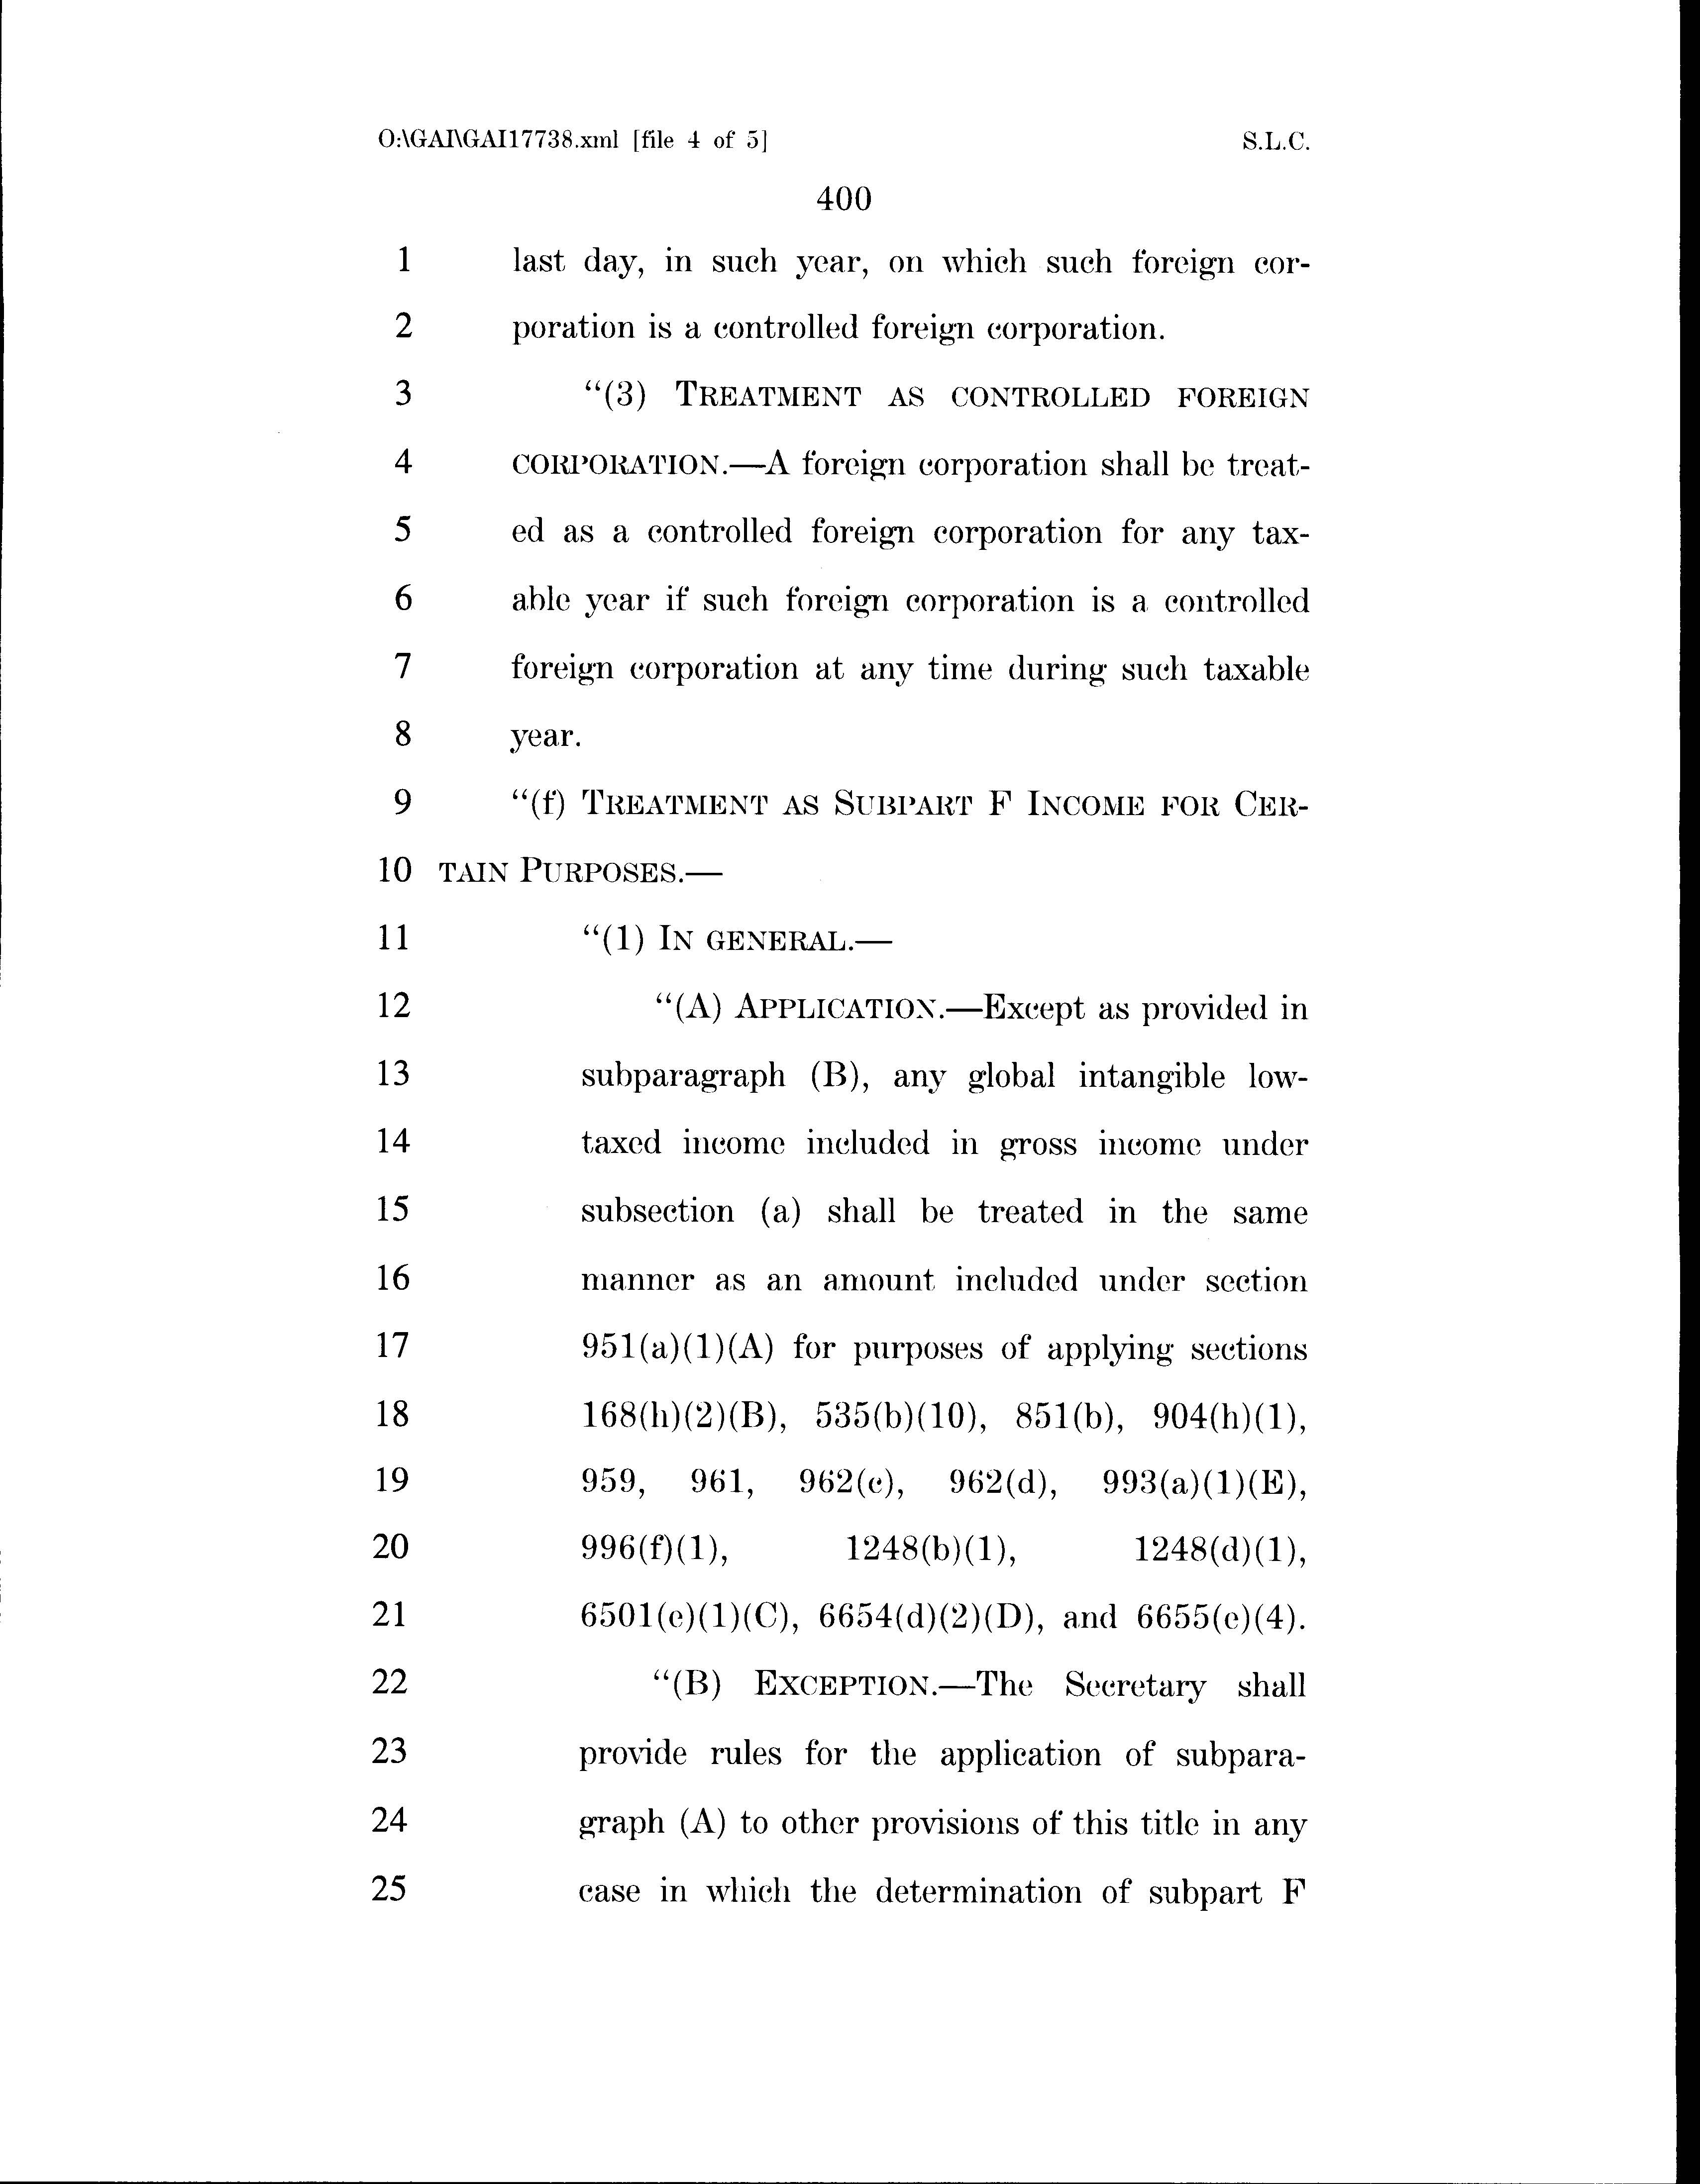 O:\GAI\GAI17738.xml [file 4 of 5] S.L.C.
400
1 last day, in such year, on which such foreign cor-
2 poration is a controlled foreign corporation.
3 “(3) TREATMENT AS CONTROLLED FOREIGN
4 CORPORATION.—A foreign corporation shall be treat-
5 ed as a controlled foreign corporation for any tax-
6 able year if such foreign corporation is a controlled
7 foreign corporation at any time during such taxable
8 year.
9 “(f) TREATMENT AS SUBPART F INCOME FOR CER-
10 TAIN PURPOSES.—
11 “(1) IN GENERAL.—
12 “(A) APPLICATION.—Except as provided in
13 subparagraph (B), any global intangible low-
14 taxed income included in gross income under
15 subsection (a) shall be treated in the same
16 manner as an amount included under section
17 951(a)(1)(A) for purposes of applying sections
18 168(h)(2)(B), 535(b)(10), 851(b), 904(h)(1),
19 959, 961, 962(c), 962(d), 993(a)(1)(E),
20 996(f)(1), 1248(b)(1), 1248(d)(1),
21 6501(e)(1)(C), 6654(d)(2)(D), and 6655(e)(4).
22 “(B) EXCEPTION.—The Secretary shall
23 provide rules for the application of subpara-
24 graph (A) to other provisions of this title in any
25 case in which the determination of subpart F